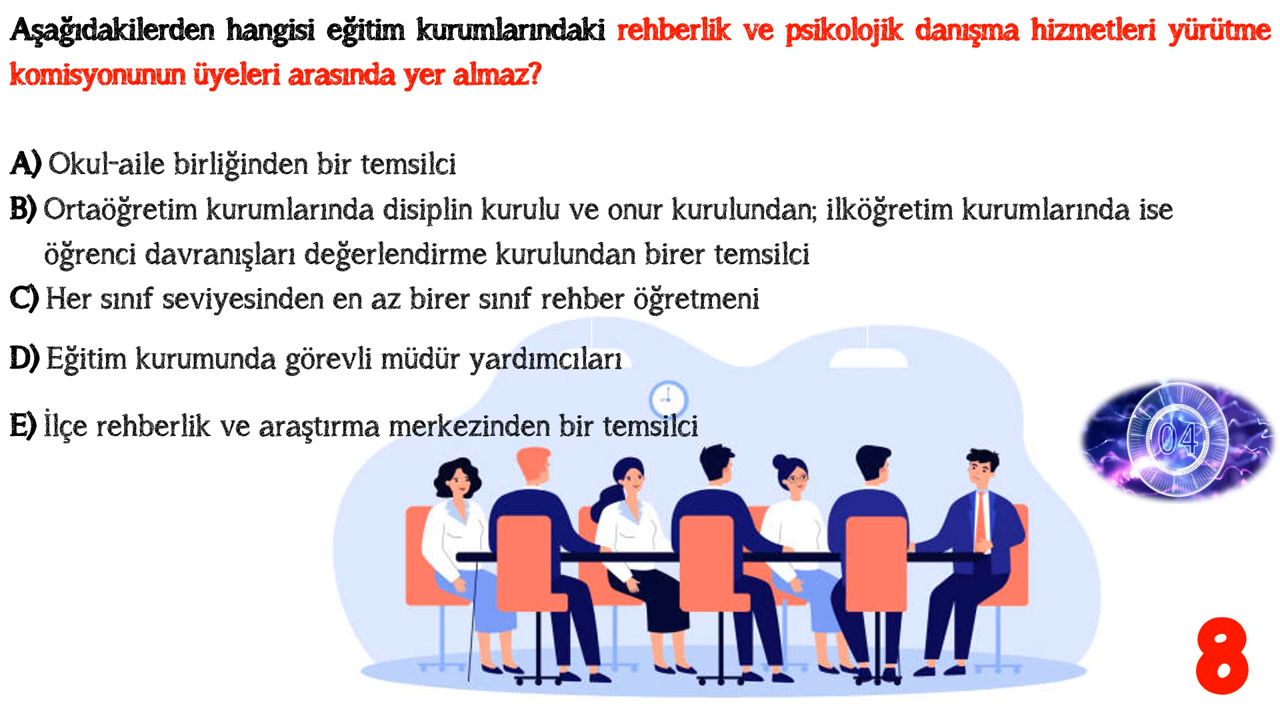 Aşağıdakilerden hangisi eğitim kurumlarındaki rehberlik ve psikolojik danışma hizmetleri yürütme
komisyonunun üyeleri arasında yer almaz?
A) Okul-aile birliğinden bir temsilci
B) Ortaöğretim kurumlarında disiplin kurulu ve onur kurulundan; ilköğretim kurumlarında ise
öğrenci davranışları değerlendirme kurulundan birer temsilci
C) Her sınıf seviyesinden en az birer sınıf rehber öğretmeni
D) Eğitim kurumunda görevli müdür yardımcıları
E) İlçe rehberlik ve araştırma merkezinden bir temsilci
04
8